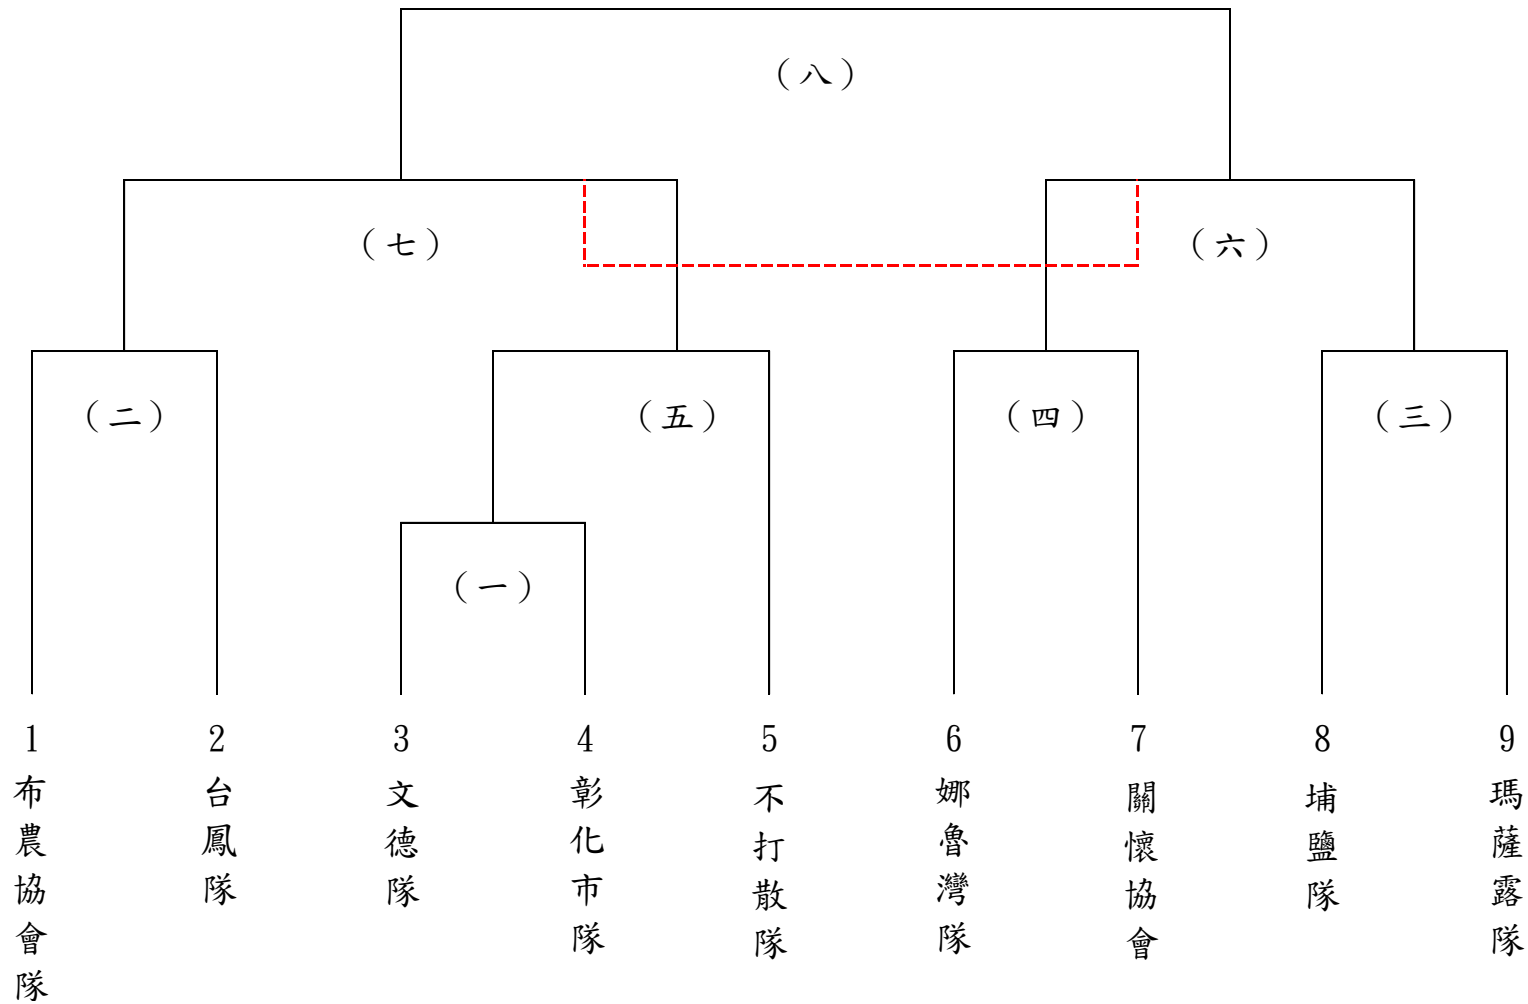 （八）
（七）
（六）
（二）
（五）
（四）
（三）
（一）
1
2
3
4
5
6
7
8
9
布農協會隊
台鳳隊
文德隊
彰化市隊
不打散隊
娜魯灣隊
關懷協會
埔鹽隊
瑪薩露隊